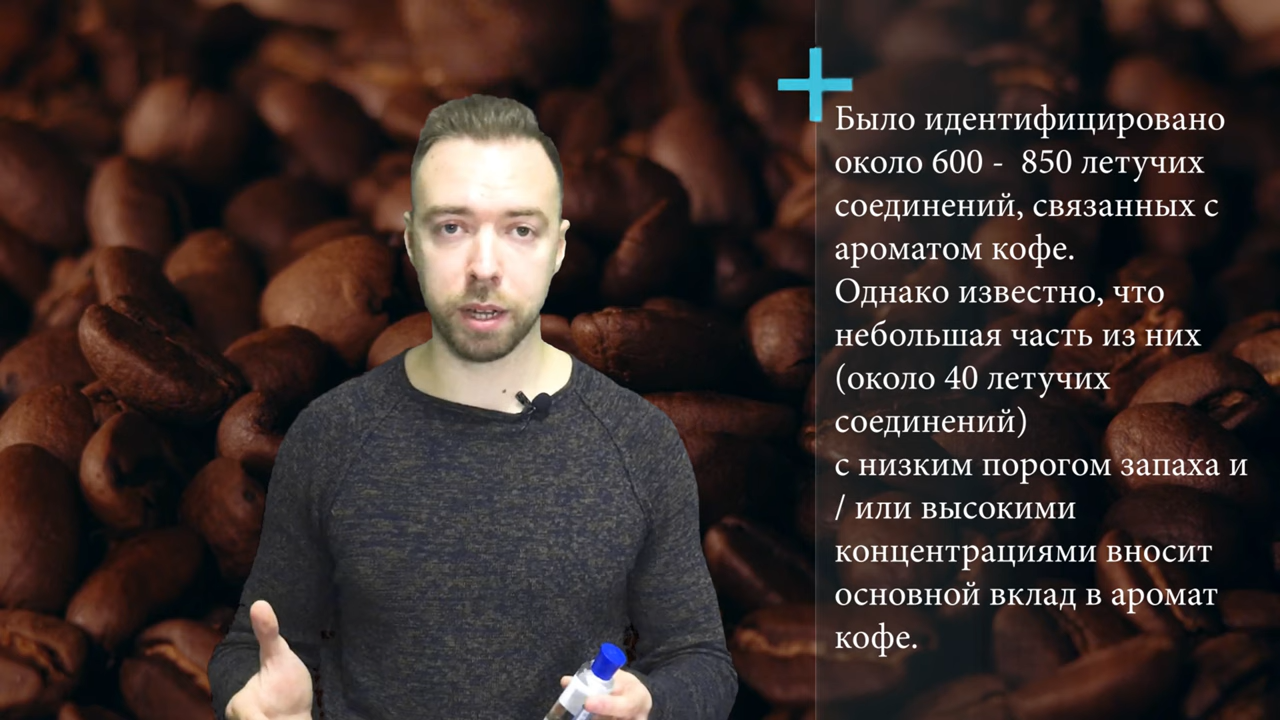 Было идентифицировано
около 600 -  850 летучих
соединений, связанных с
ароматом кофе.
Однако известно, что
небольшая часть из них
(около 40 летучих
соединений)
с низким порогом запаха и
/ или высокими
концентрациями вносит
основной вклад в аромат
кофе.